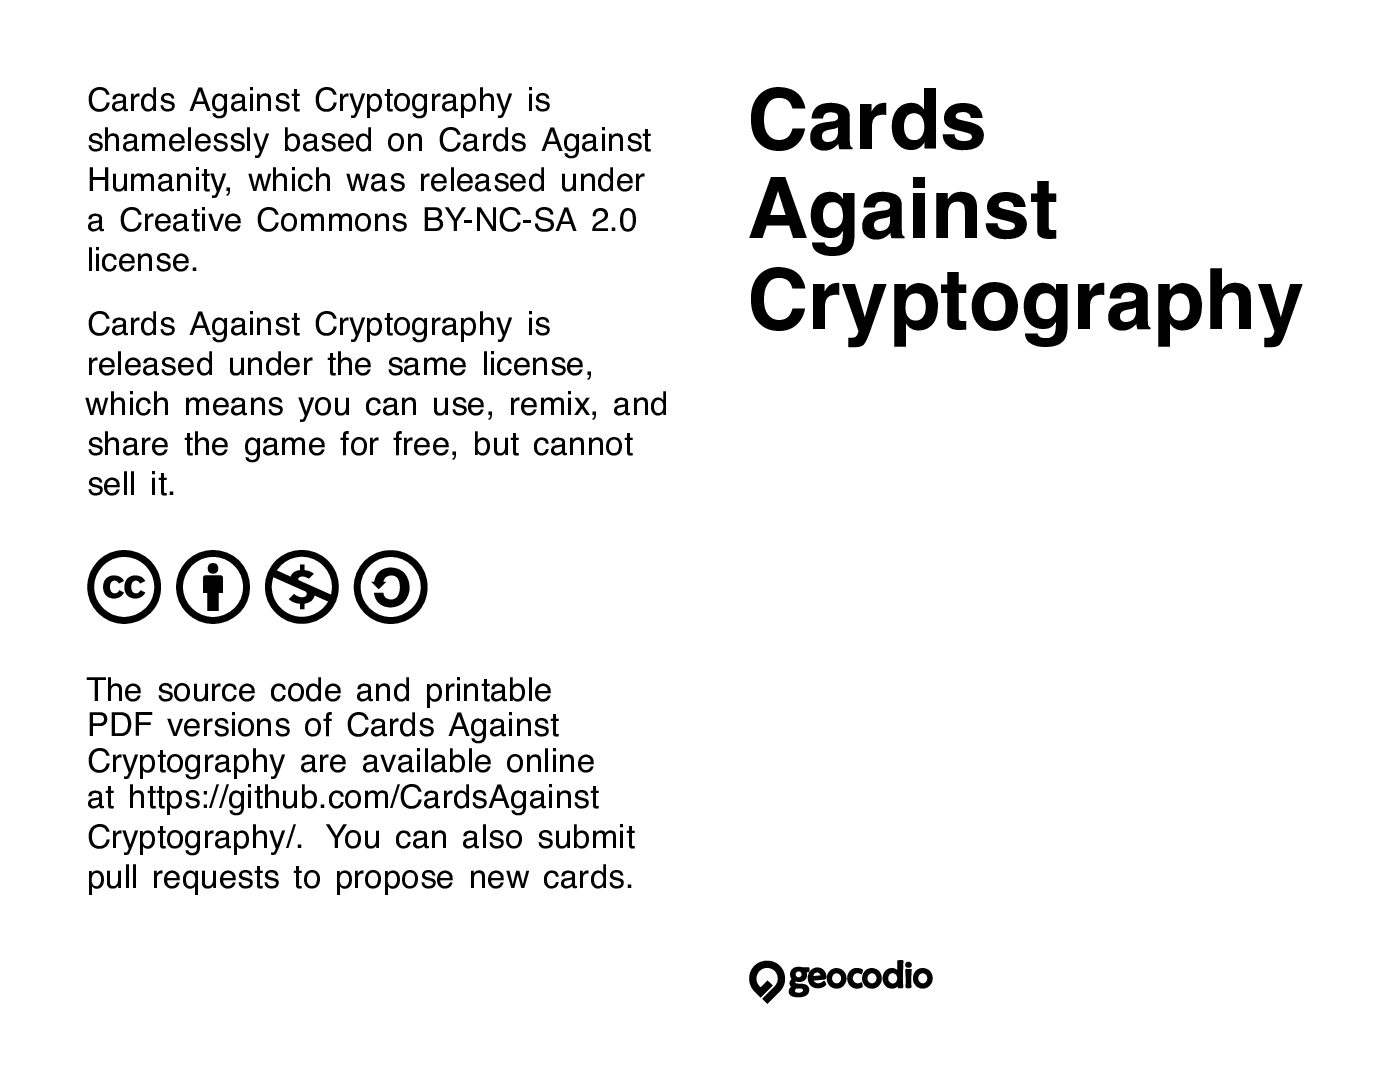 Cards Against Cryptography is
shamelessly based on Cards Against
Humanity, which was released under
a Creative Commons BY-NC-SA 2.0
license.
Cards Against Cryptography is
released under the same license,
which means you can use, remix, and
share the game for free, but cannot
sell it.
cc
The source code and printable
PDF versions of Cards Against
Cryptography are available online
at https://github.com/CardsAgainst
Cryptography/. You can also submit
pull requests to propose new cards.
Cards
Against
Cryptography
geocodio